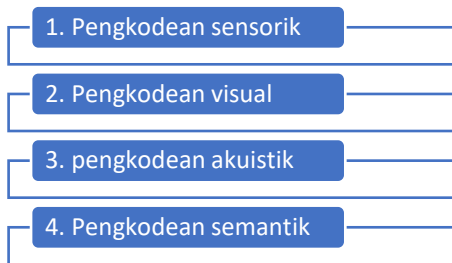 1. Pengkodean sensorik
2. Pengkodean visual
3. pengkodean akuistik
4. Pengkodean semantik